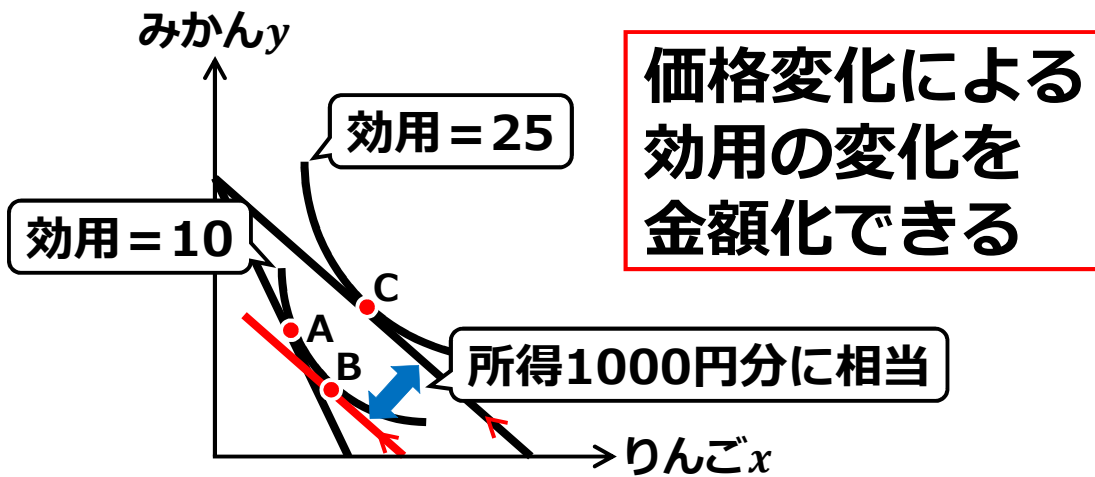 みかんy
価格変化による
効用の変化を
金額化できる
効用＝25
効用＝10
C
A
B
所得1000円分に相当
りんごx